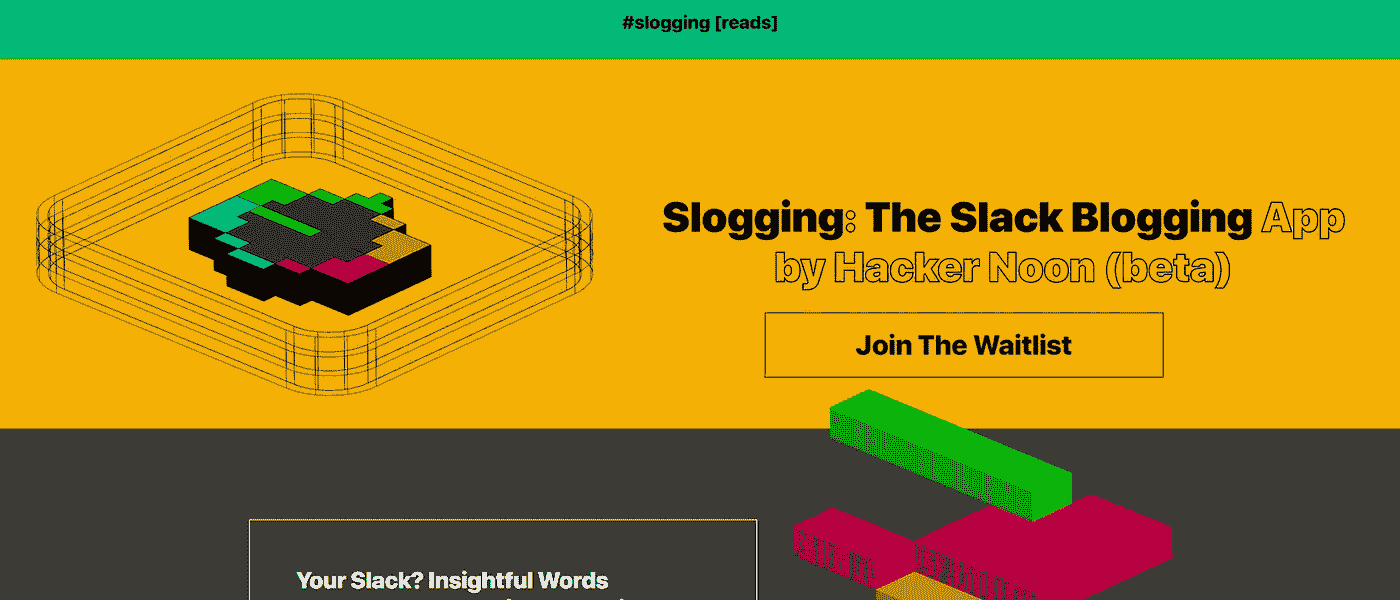 #slogging [reads]
Slogging: The Slack Blogging App
by Hacker Noon (beta)
Join The Waitlist
Your Slack? Insightful Words